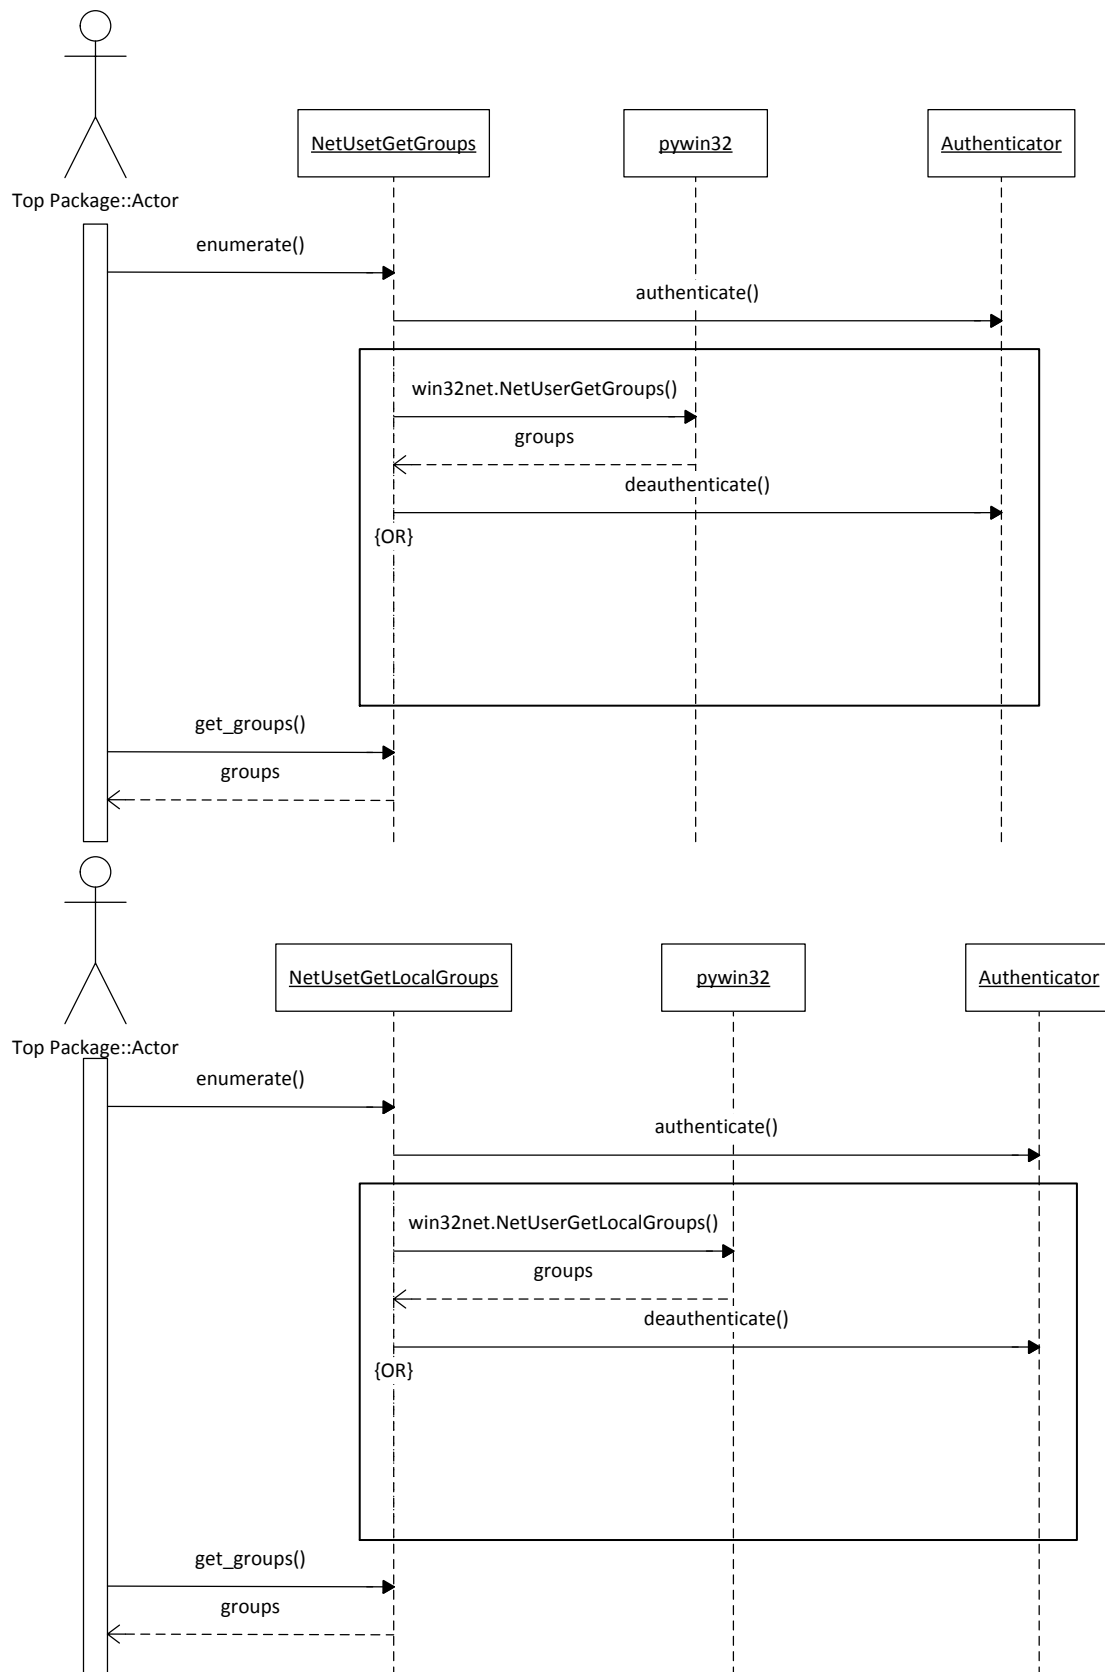 Top Package::Actor
NetUsetGetGroups
pywin32
Authenticator
enumerate()
authenticate()
win32net.NetUserGetGroups()
groups
deauthenticate()
{OR}
get_groups()
groups
Top Package::Actor
NetUsetGetLocalGroups
pywin32
Authenticator
enumerate()
authenticate()
win32net.NetUserGetLocalGroups()
groups
deauthenticate()
{OR}
get_groups()
groups